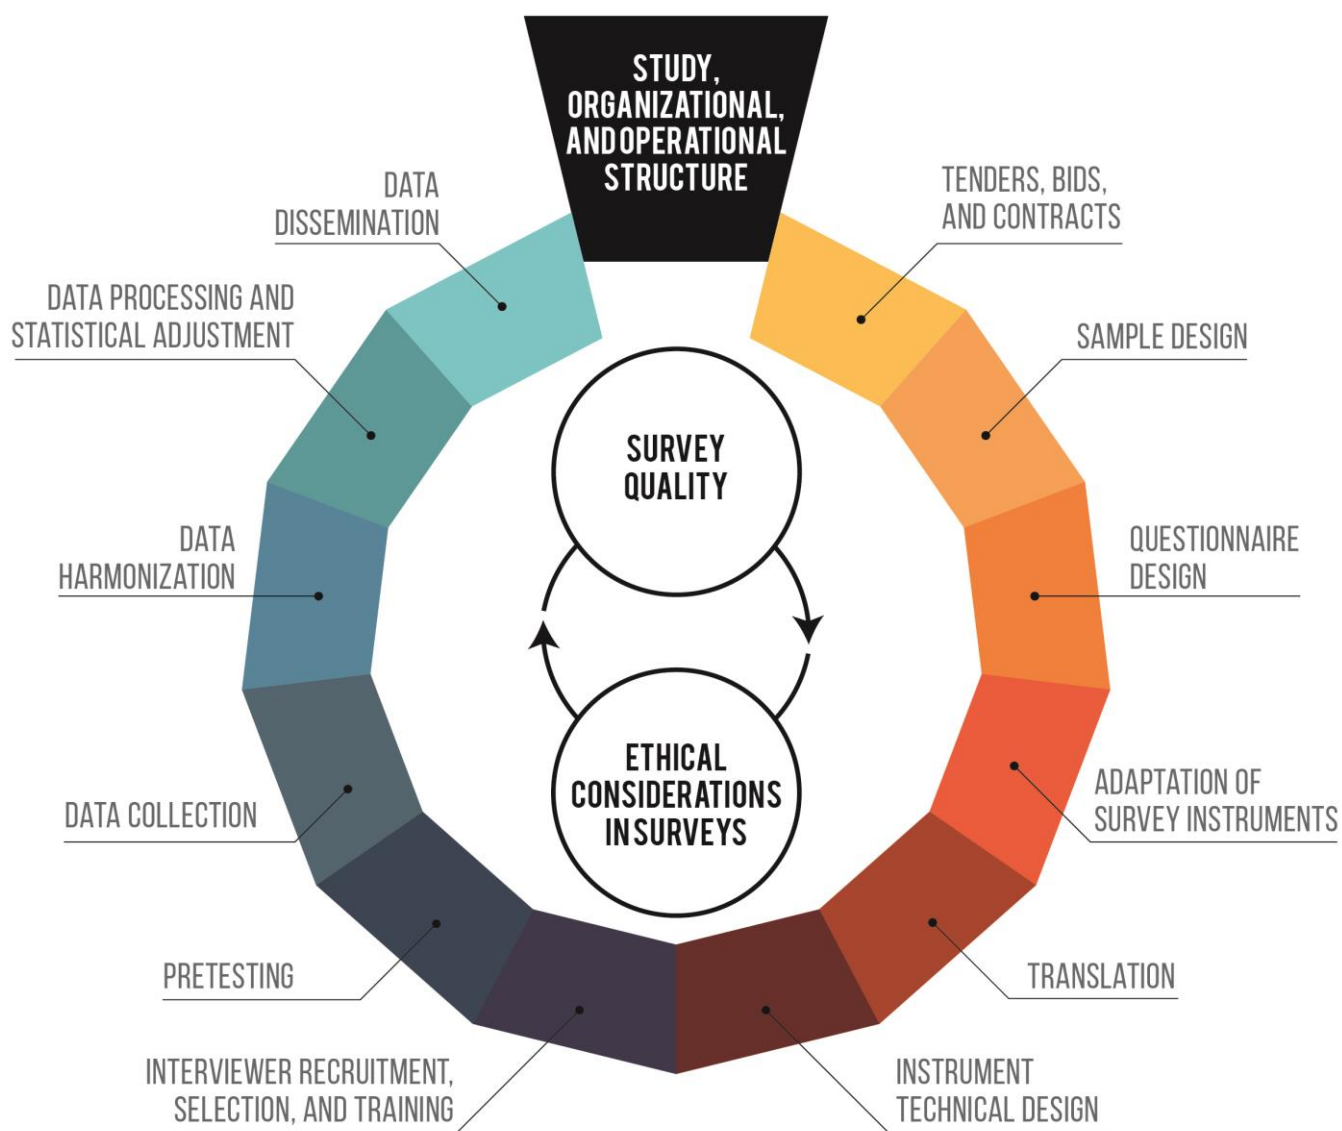 STUDY,
ORGANIZATIONAL,
AND OPERATIONAL
STRUCTURE
TENDERS, BIDS,
AND CONTRACTS
SAMPLE DESIGN
QUESTIONNAIRE
DESIGN
ADAPTATION OF
SURVEY INSTRUMENTS
TRANSLATION
INSTRUMENT
TECHNICAL DESIGN
INTERVIEWER RECRUITMENT,
SELECTION, AND TRAINING
PRETESTING
DATA COLLECTION
DATA
HARMONIZATION
DATA PROCESSING AND
STATISTICAL ADJUSTMENT
DATA
DISSEMINATION
SURVEY
QUALITY
ETHICAL
CONSIDERATIONS
IN SURVEYS